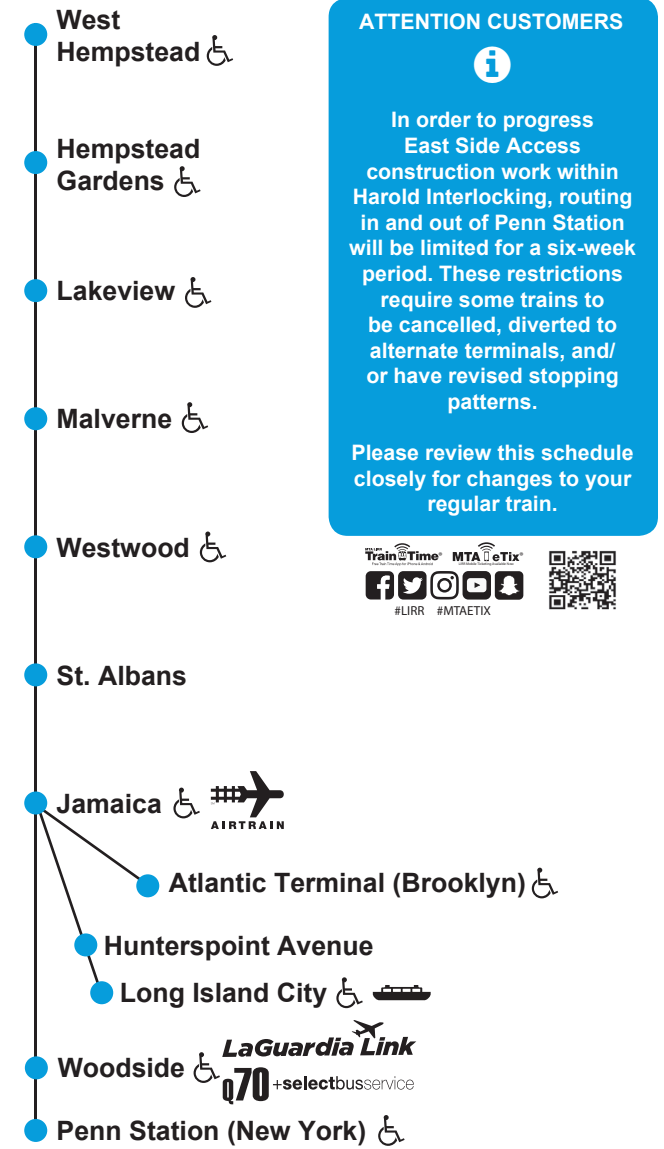 West
Hempstead
Hempstead
Gardens
Lakeview
Malverne
Westwood
St. Albans
Jamaica
AIRTRAIN
Atlantic Terminal (Brooklyn)
Hunterspoint Avenue
Long Island City
Woodside
LaGuardia Link
Q70 +selectbusservice
Penn Station (New York)
ATTENTION CUSTOMERS
In order to progress
East Side Access
construction work within
Harold Interlocking, routing
in and out of Penn Station
will be limited for a six-week
period. These restrictions
require some trains to
be cancelled, diverted to
alternate terminals, and/
or have revised stopping
patterns.
Please review this schedule
closely for changes to your
regular train.
Train Time® MTA eTix®
#LIRR #MTAETIX